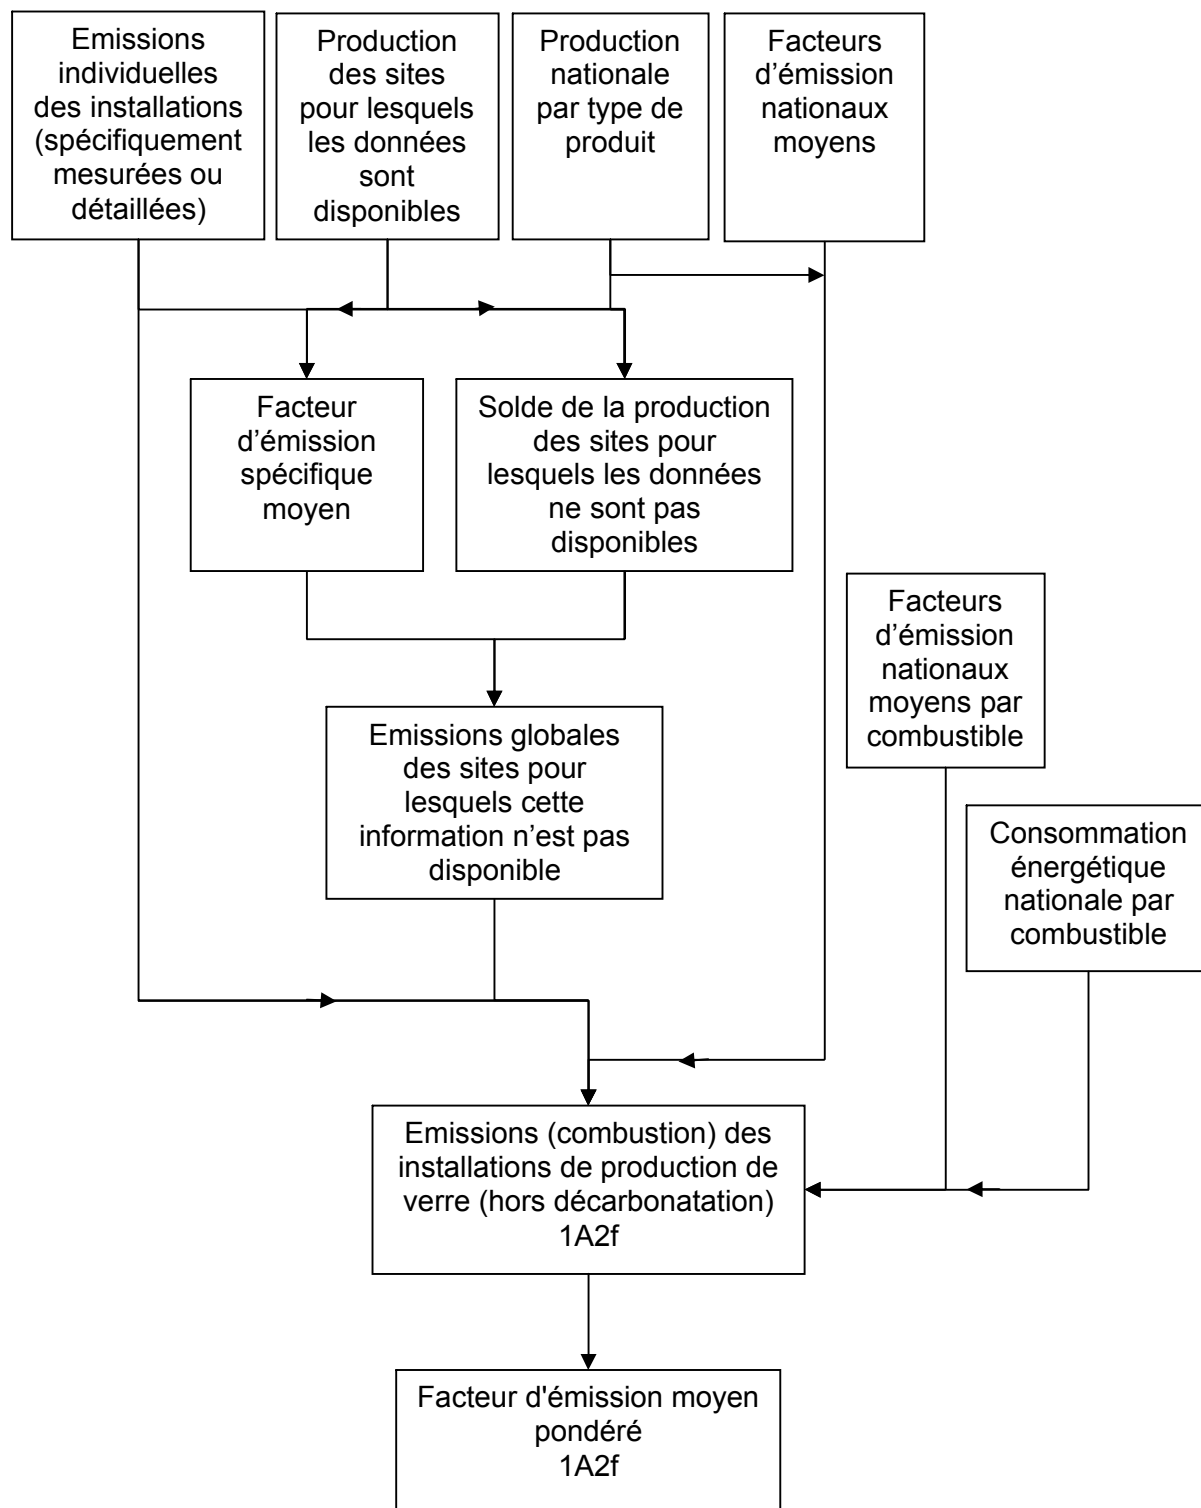 Emissions
individuelles
des installations
(spécifiquement
mesurées ou
détaillées)
Production
des sites
pour lesquels
les données
sont
disponibles
Production
nationale
par type de
produit
Facteurs
d’émission
nationaux
moyens
Facteur
d’émission
spécifique
moyen
Solde de la production
des sites pour
lesquels les données
ne sont pas
disponibles
Facteurs
d’émission
nationaux
moyens par
combustible
Emissions globales
des sites pour
lesquels cette
information n’est pas
disponible
Consommation
énergétique
nationale par
combustible
Emissions (combustion) des
installations de production de
verre (hors décarbonatation)
1A2f
Facteur d'émission moyen
pondéré
1A2f